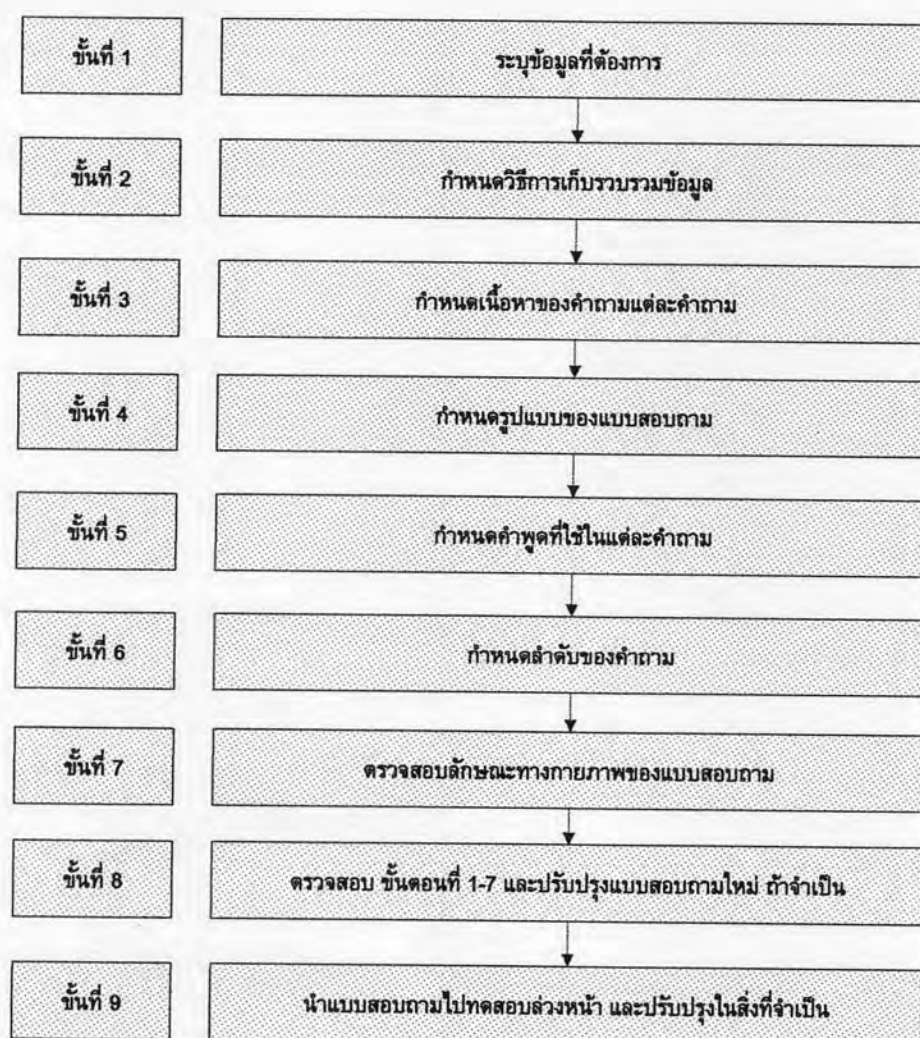 ขั้นที่ 1
ระบุข้อมูลที่ต้องการ
ขั้นที่ 2
กำหนดวิธีการเก็บรวบรวมข้อมูล
ขั้นที่ 3
กำหนดเนื้อหาของคำถามแต่ละคำถาม
ขั้นที่ 4
กำหนดรูปแบบของแบบสอบถาม
ขั้นที่ 5
กำหนดคำพูดที่ใช้ในแต่ละคำถาม
ขั้นที่ 6
กำหนดลำดับของคำถาม
ขั้นที่ 7
ตรวจสอบลักษณะทางกายภาพของแบบสอบถาม
ขั้นที่ 8
ตรวจสอบ ขั้นตอนที่ 1-7 และปรับปรุงแบบสอบถามใหม่ ถ้าจำเป็น
ขั้นที่ 9
นำแบบสอบถามไปทดสอบล่วงหน้า และปรับปรุงในสิ่งที่จำเป็น